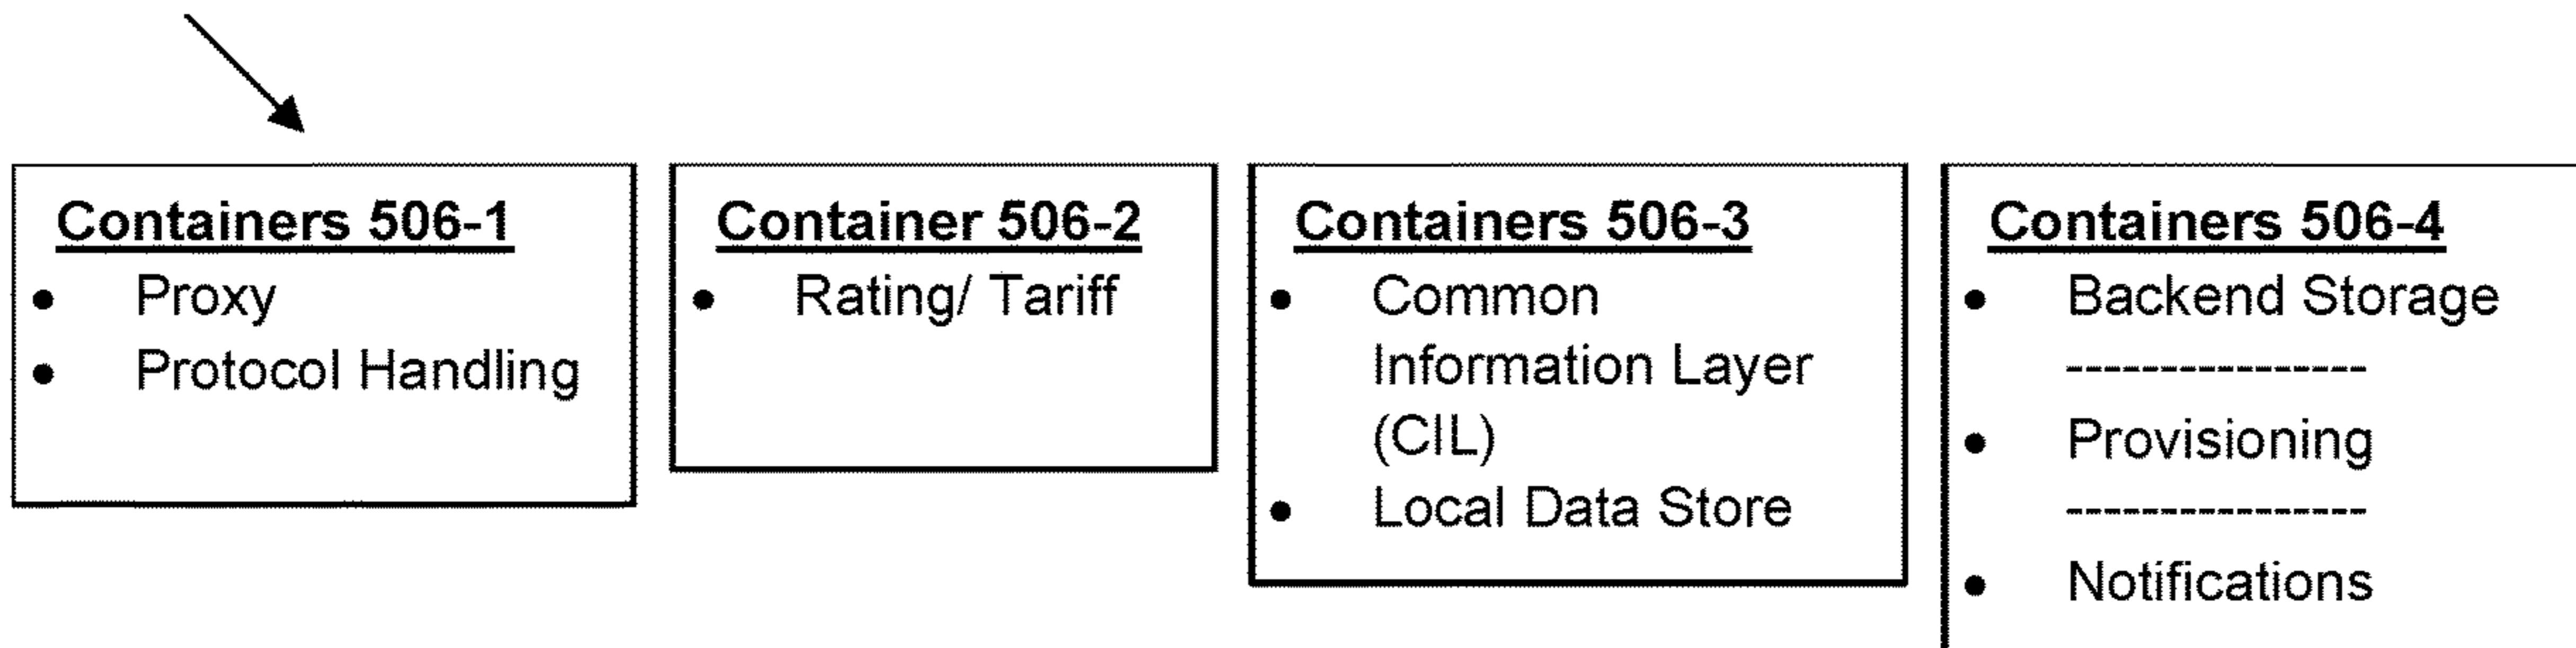 Containers 506-1
• Proxy
• Protocol Handling
Container 506-2
• Rating/ Tariff
Containers 506-3
• Common
Information Layer
(CIL)
• Local Data Store
Containers 506-4
• Backend Storage
----------------
• Provisioning
----------------
• Notifications